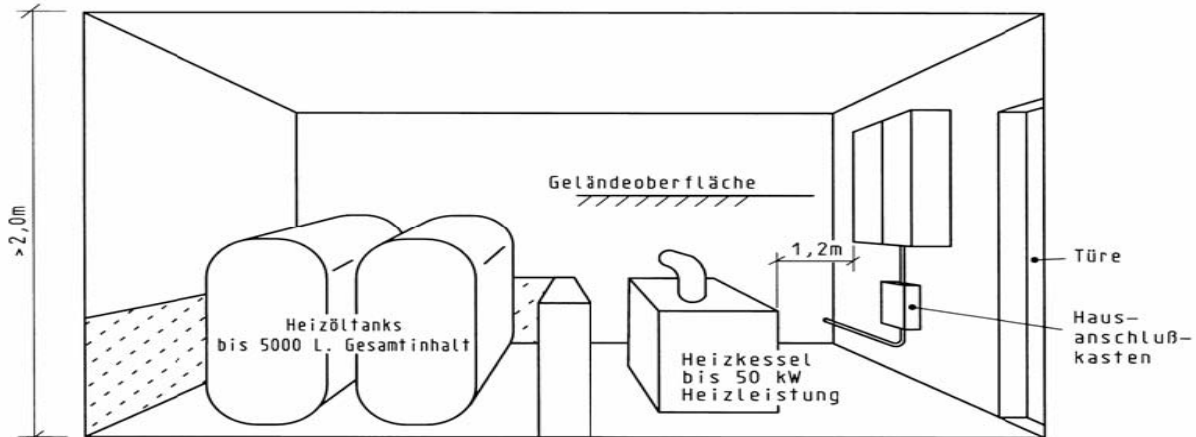 >2,0m
Geländeoberfläche
1,2m
Türe
Haus-
anschluß-
kasten
Heizöltanks
bis 5000 L. Gesamtinhalt
Heizkessel
bis 50 kW
Heizleistung